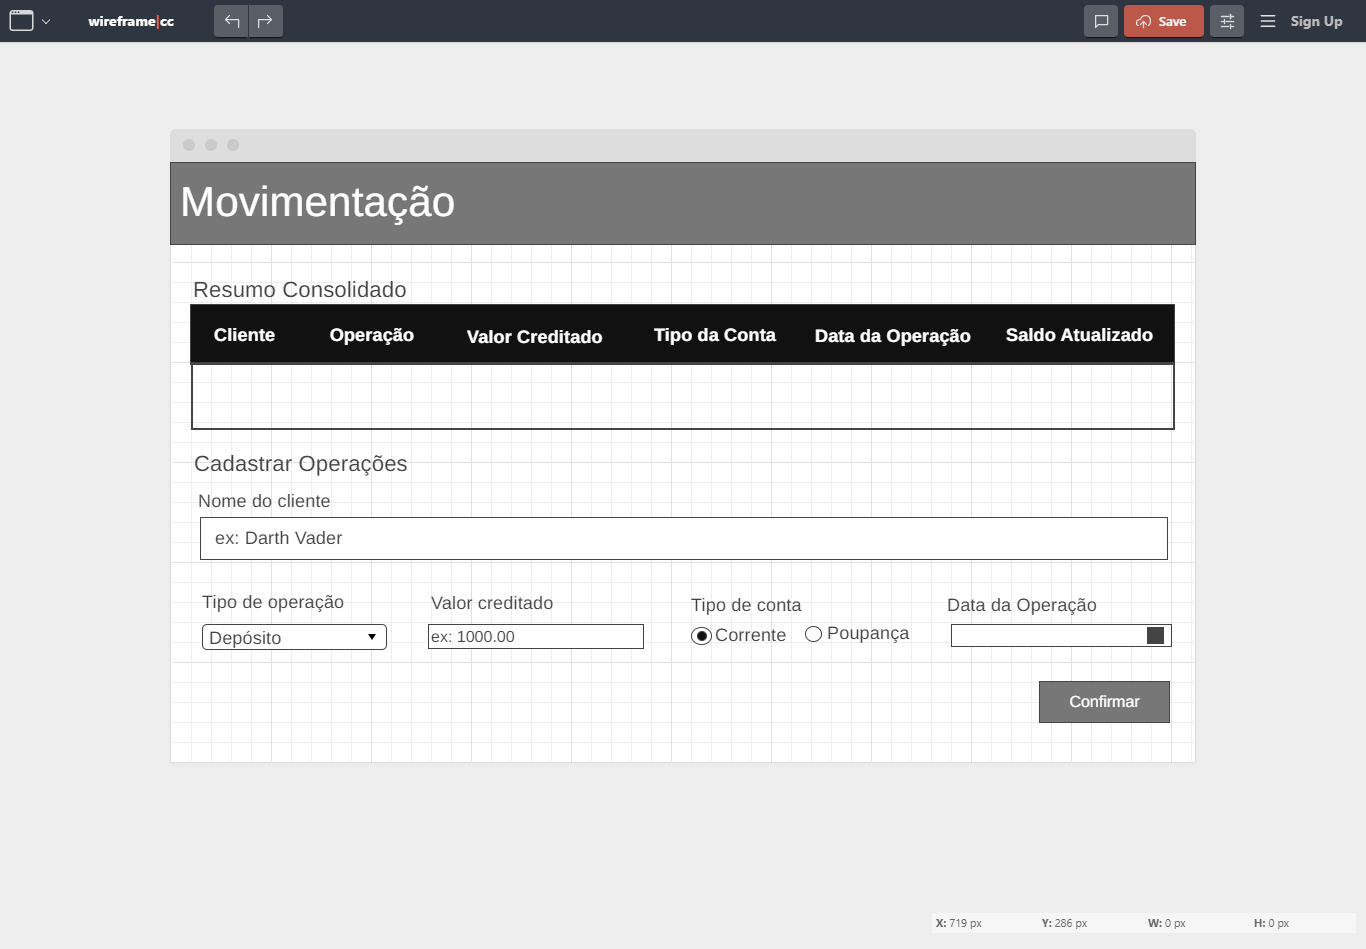 wireframe|cc
Save
Sign Up
Movimentação
Resumo Consolidado
Cliente Operação Valor Creditado Tipo da Conta Data da Operação Saldo Atualizado
Cadastrar Operações
Nome do cliente
ex: Darth Vader
Tipo de operação Valor creditado Tipo de conta Data da Operação
Depósito ex: 1000.00 Corrente Poupança
Confirmar
X: 719 px Y: 286 px W: 0 px H: 0 px